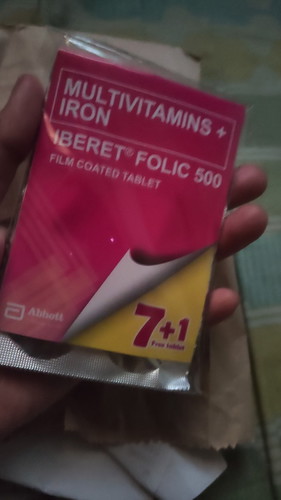 MULTIVITAMINS +
IRON
IBERET® FOLIC 500
FILM COATED TABLET
7+1
Free tablet
Abbott